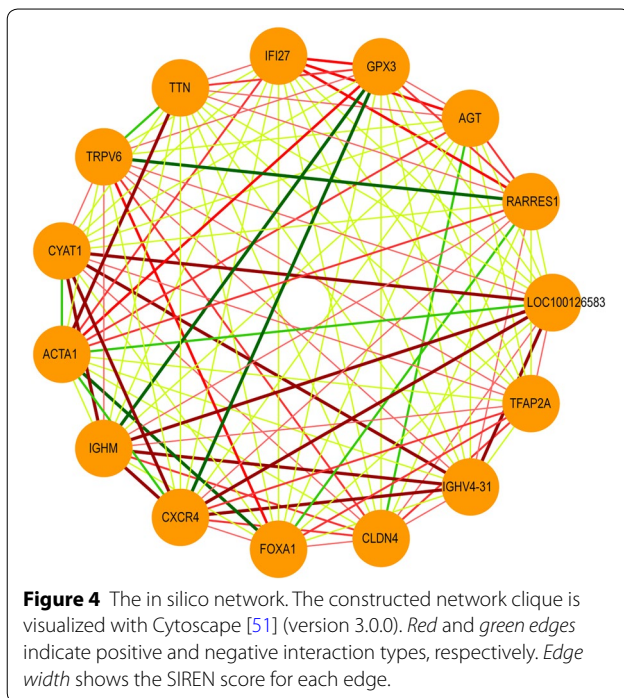 IFI27
GPX3
TTN
AGT
TRPV6
RARRES1
CYAT1
LOC100126583
ACTA1
TFAP2A
IGHM
IGHV4-31
CXCR4
CLDN4
FOXA1
Figure 4 The in silico network. The constructed network clique is
visualized with Cytoscape [51] (version 3.0.0). Red and green edges
indicate positive and negative interaction types, respectively. Edge
width shows the SIREN score for each edge.